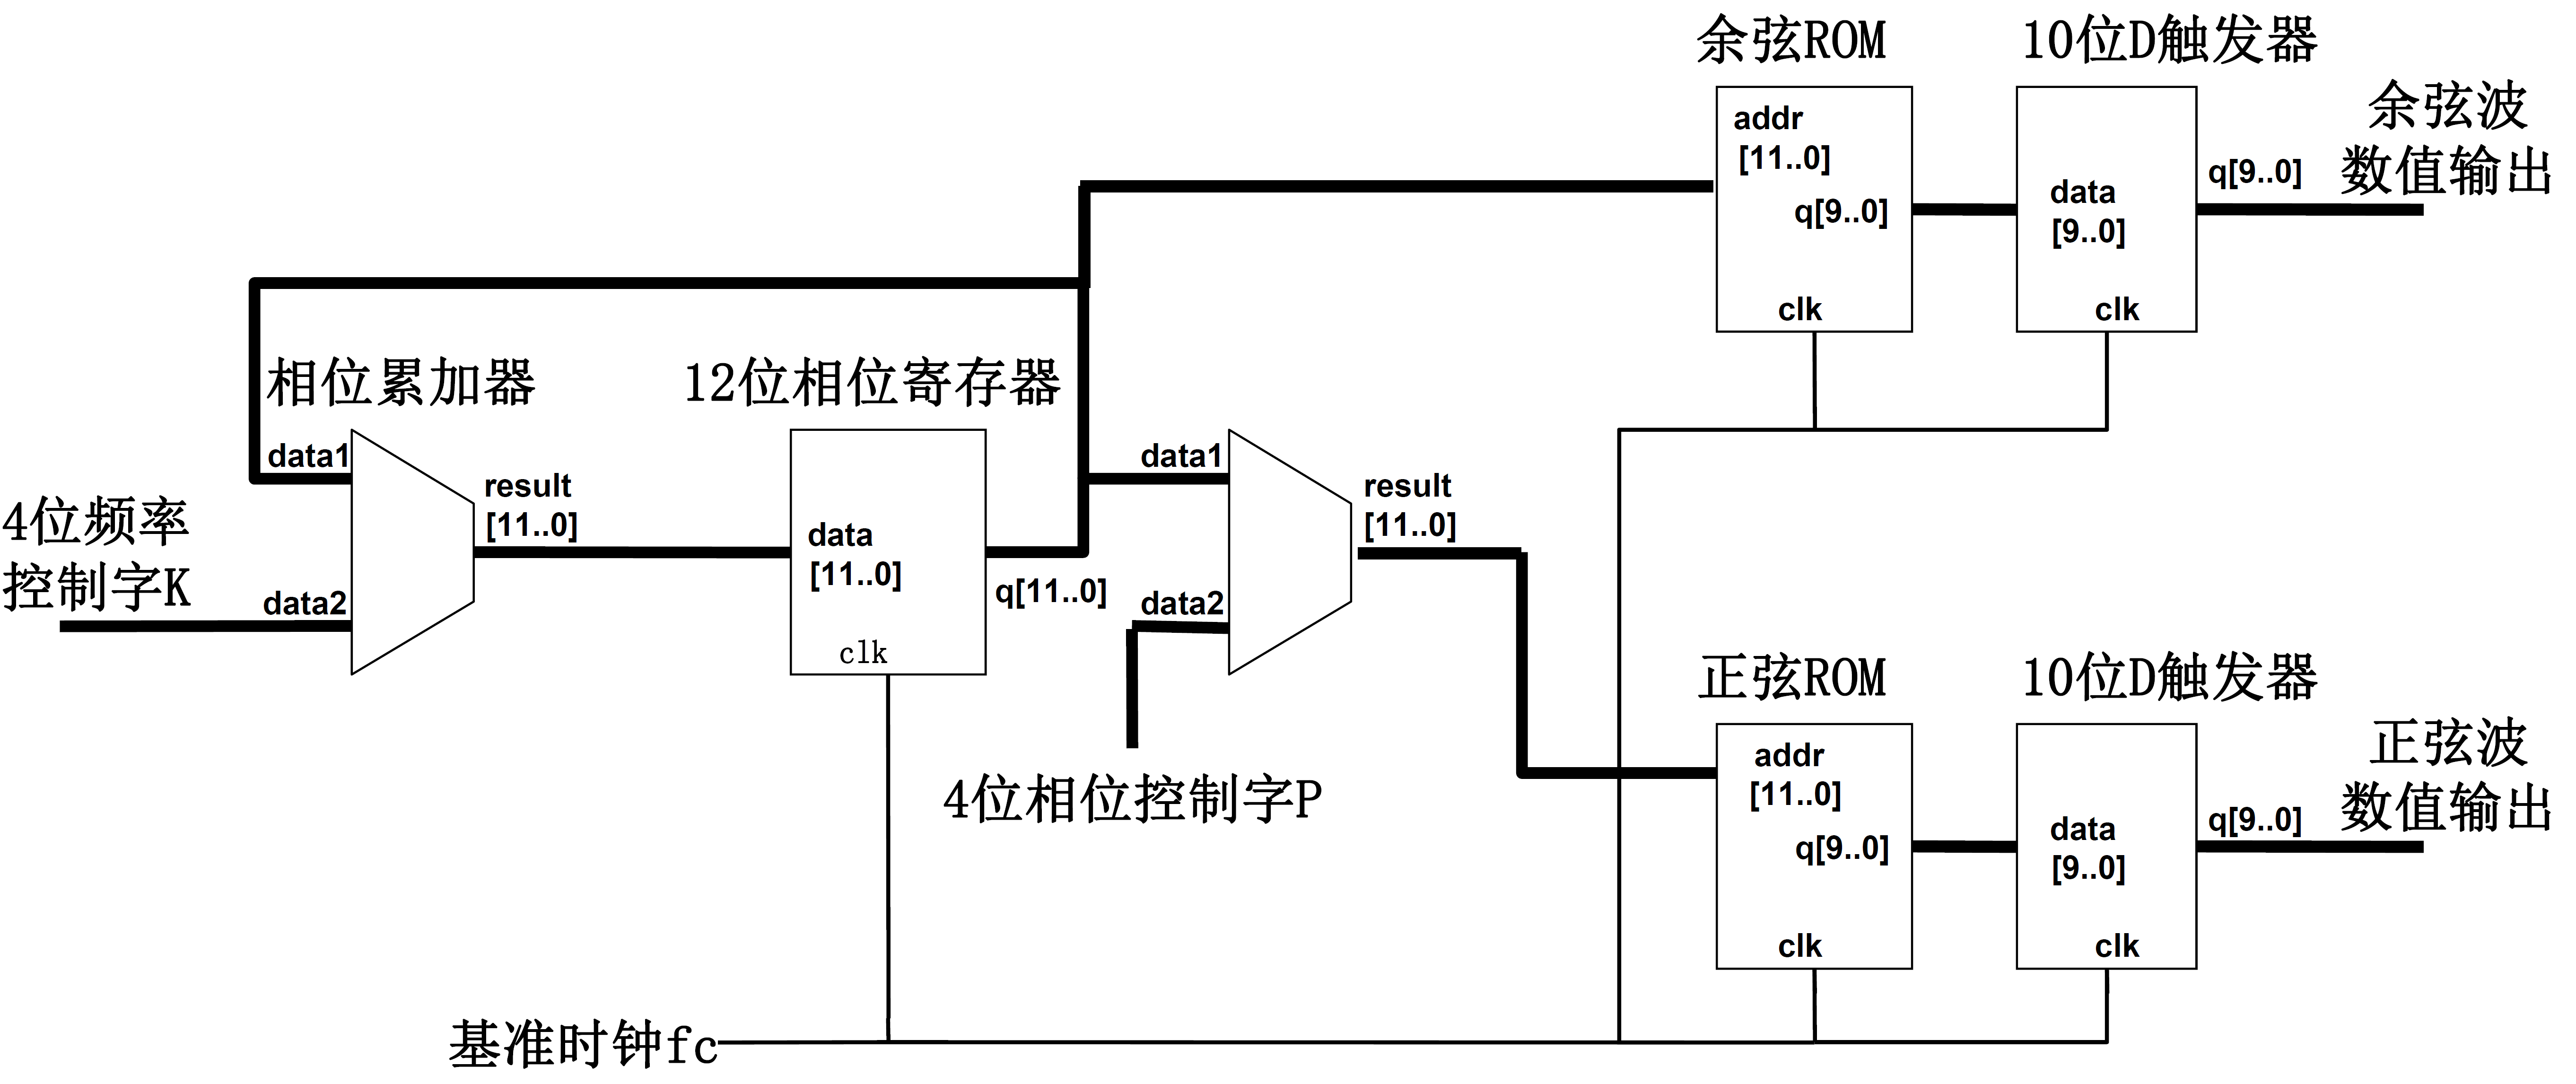 余弦ROM
10位D触发器
addr
[11..0]
q[9..0]
clk
data
[9..0]
clk
q[9..0]
余弦波
数值输出
相位累加器
12位相位寄存器
data1
data2
4位频率
控制字K
result
[11..0]
data
[11..0]
clk
q[11..0]
data1
data2
result
[11..0]
4位相位控制字P
正弦ROM
10位D触发器
addr
[11..0]
q[9..0]
clk
data
[9..0]
clk
q[9..0]
正弦波
数值输出
基准时钟fc